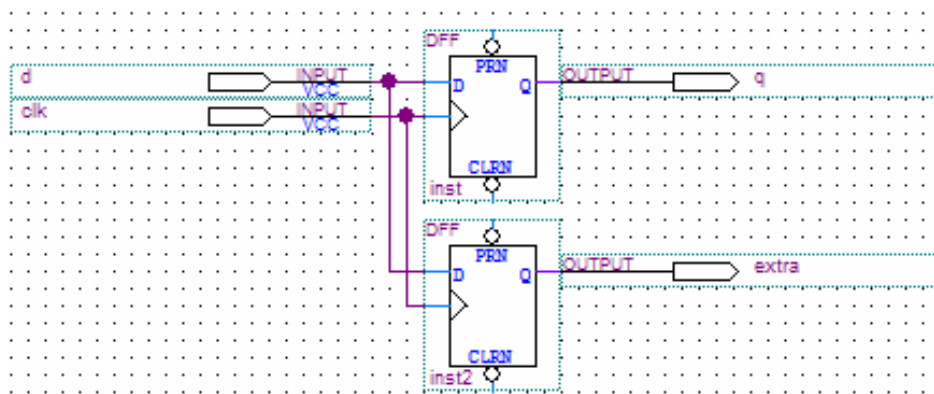 DFF
PRN
d INPUT VCC D Q OUTPUT q
clk INPUT VCC
CLRN
inst
DFF
PRN
D Q OUTPUT extra
CLRN
inst2